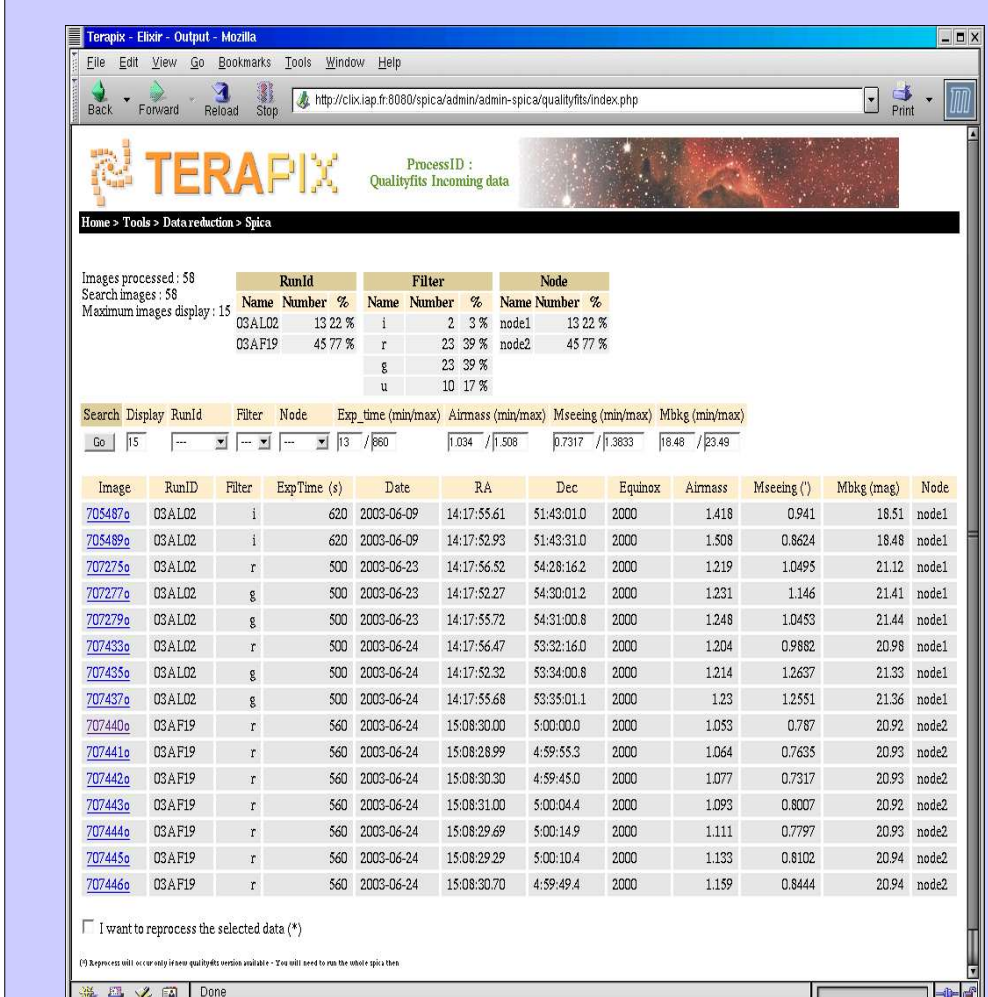 Terapix - Elixir - Output - Mozilla
File Edit View Go Bookmarks Tools Window Help
Back Forward Reload Stop http://clix.iap.fr:8080/spica/admin/admin-spica/qualityfits/index.php Print
TERAPIX
ProcessID :
Qualityfits Incoming data
Home > Tools > Data reduction > Spica
Images processed : 58
Search images : 58
Maximum images display : 15
RunId
Name Number %
03AL02 13 22 %
03AF19 45 77 %
Filter
Name Number %
i 2 3 %
r 23 39 %
g 23 39 %
u 10 17 %
Node
Name Number %
node1 13 22 %
node2 45 77 %
Search Display RunId Filter Node Exp_time (min/max) Airmass (min/max) Mseeing (min/max) Mbkg (min/max)
Go 15 --- --- --- 13 / 860 1.034 / 1.508 0.7317 / 1.3833 18.48 / 23.49
Image RunID Filter ExpTime (s) Date RA Dec Equinox Airmass Mseeing (') Mbkg (mag) Node
705487o 03AL02 i 620 2003-06-09 14:17:55.61 51:43:01.0 2000 1.418 0.941 18.51 node1
705489o 03AL02 i 620 2003-06-09 14:17:52.93 51:43:31.0 2000 1.508 0.8624 18.48 node1
707275o 03AL02 r 500 2003-06-23 14:17:56.52 54:28:16.2 2000 1.219 1.0495 21.12 node1
707277o 03AL02 g 500 2003-06-23 14:17:52.27 54:30:01.2 2000 1.231 1.146 21.41 node1
707279o 03AL02 g 500 2003-06-23 14:17:55.72 54:31:00.8 2000 1.248 1.0453 21.44 node1
707433o 03AL02 r 500 2003-06-24 14:17:56.47 53:32:16.0 2000 1.204 0.9882 20.98 node1
707435o 03AL02 g 500 2003-06-24 14:17:52.32 53:34:00.8 2000 1.214 1.2637 21.33 node1
707437o 03AL02 g 500 2003-06-24 14:17:55.68 53:35:01.1 2000 1.23 1.2551 21.36 node1
707440o 03AF19 r 560 2003-06-24 15:08:30.00 5:00:00.0 2000 1.053 0.787 20.92 node2
707441o 03AF19 r 560 2003-06-24 15:08:28.99 4:59:55.3 2000 1.064 0.7635 20.93 node2
707442o 03AF19 r 560 2003-06-24 15:08:30.30 4:59:45.0 2000 1.077 0.7317 20.93 node2
707443o 03AF19 r 560 2003-06-24 15:08:31.00 5:00:04.4 2000 1.093 0.8007 20.92 node2
707444o 03AF19 r 560 2003-06-24 15:08:29.69 5:00:14.9 2000 1.111 0.7797 20.93 node2
707445o 03AF19 r 560 2003-06-24 15:08:29.29 5:00:10.4 2000 1.133 0.8102 20.94 node2
707446o 03AF19 r 560 2003-06-24 15:08:30.70 4:59:49.4 2000 1.159 0.8444 20.94 node2
I want to reprocess the selected data (*)
(*) Reprocess will occur only if new qualityfits version available - You will need to run the whole spica then
Done